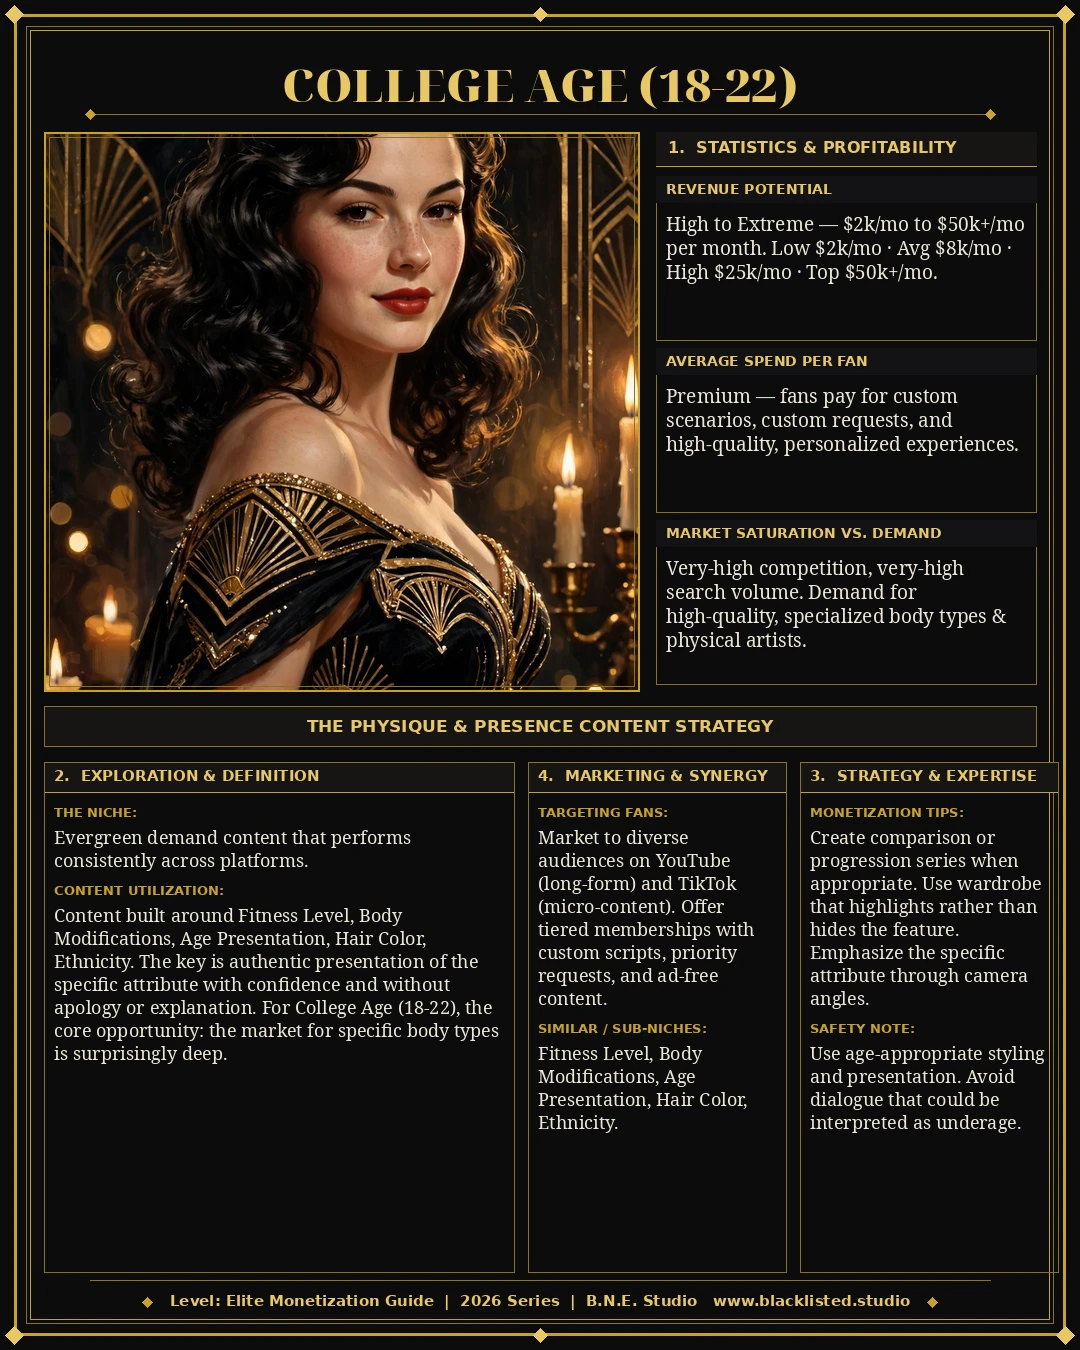 COLLEGE AGE (18-22)
1. STATISTICS & PROFITABILITY
REVENUE POTENTIAL
High to Extreme — $2k/mo to $50k+/mo
per month. Low $2k/mo · Avg $8k/mo ·
High $25k/mo · Top $50k+/mo.
AVERAGE SPEND PER FAN
Premium — fans pay for custom
scenarios, custom requests, and
high-quality, personalized experiences.
MARKET SATURATION VS. DEMAND
Very-high competition, very-high
search volume. Demand for
high-quality, specialized body types &
physical artists.
THE PHYSIQUE & PRESENCE CONTENT STRATEGY
2. EXPLORATION & DEFINITION
THE NICHE:
Evergreen demand content that performs
consistently across platforms.
CONTENT UTILIZATION:
Content built around Fitness Level, Body
Modifications, Age Presentation, Hair Color,
Ethnicity. The key is authentic presentation of the
specific attribute with confidence and without
apology or explanation. For College Age (18-22), the
core opportunity: the market for specific body types
is surprisingly deep.
4. MARKETING & SYNERGY
TARGETING FANS:
Market to diverse
audiences on YouTube
(long-form) and TikTok
(micro-content). Offer
tiered memberships with
custom scripts, priority
requests, and ad-free
content.
SIMILAR / SUB-NICHES:
Fitness Level, Body
Modifications, Age
Presentation, Hair Color,
Ethnicity.
3. STRATEGY & EXPERTISE
MONETIZATION TIPS:
Create comparison or
progression series when
appropriate. Use wardrobe
that highlights rather than
hides the feature.
Emphasize the specific
attribute through camera
angles.
SAFETY NOTE:
Use age-appropriate styling
and presentation. Avoid
dialogue that could be
interpreted as underage.
Level: Elite Monetization Guide | 2026 Series | B.N.E. Studio www.blacklisted.studio